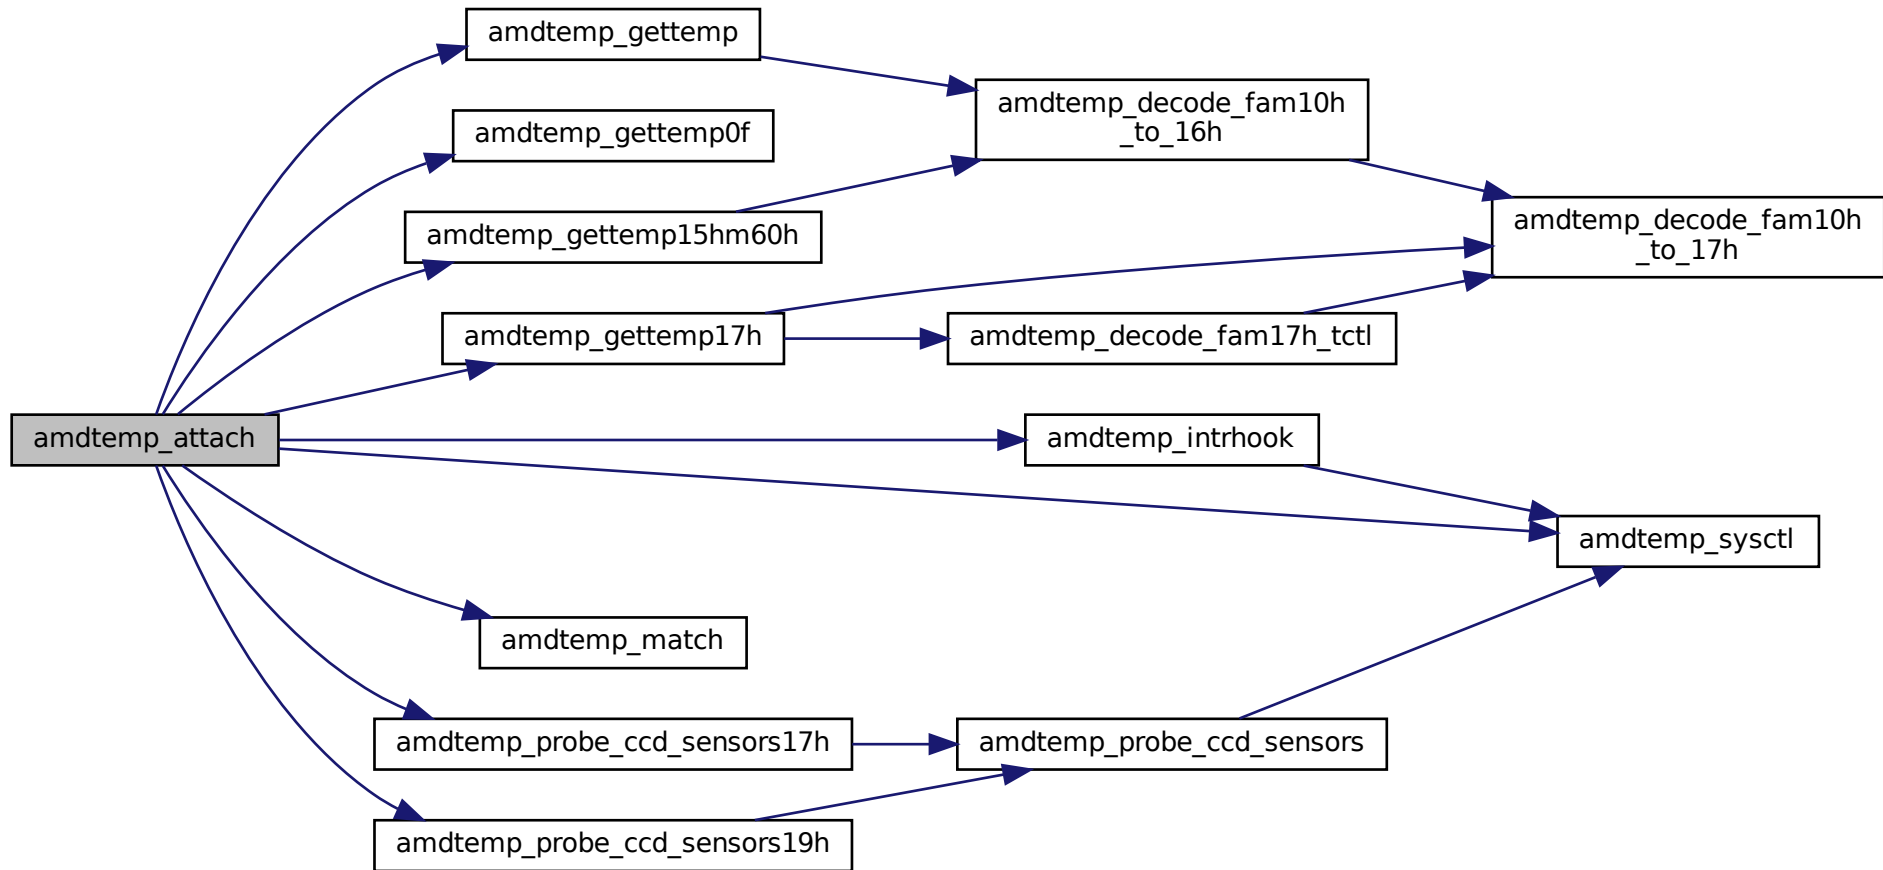 amdtemp_gettemp
amdtemp_decode_fam10h
_to_16h
amdtemp_gettemp0f
amdtemp_gettemp15hm60h
amdtemp_decode_fam10h
_to_17h
amdtemp_gettemp17h
amdtemp_decode_fam17h_tctl
amdtemp_attach
amdtemp_intrhook
amdtemp_sysctl
amdtemp_match
amdtemp_probe_ccd_sensors17h
amdtemp_probe_ccd_sensors
amdtemp_probe_ccd_sensors19h